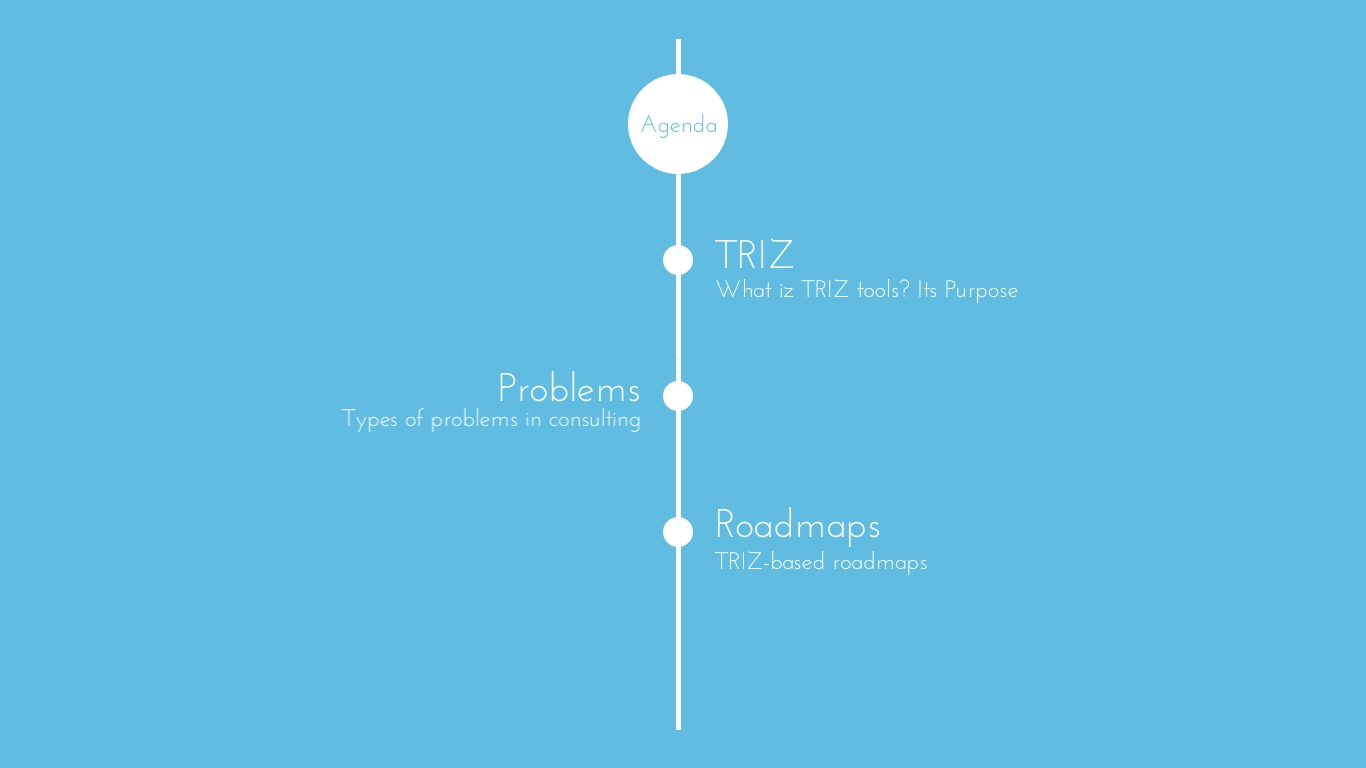 Agenda
TRIZ
What iz TRIZ tools? Its Purpose
Problems
Types of problems in consulting
Roadmaps
TRIZ-based roadmaps